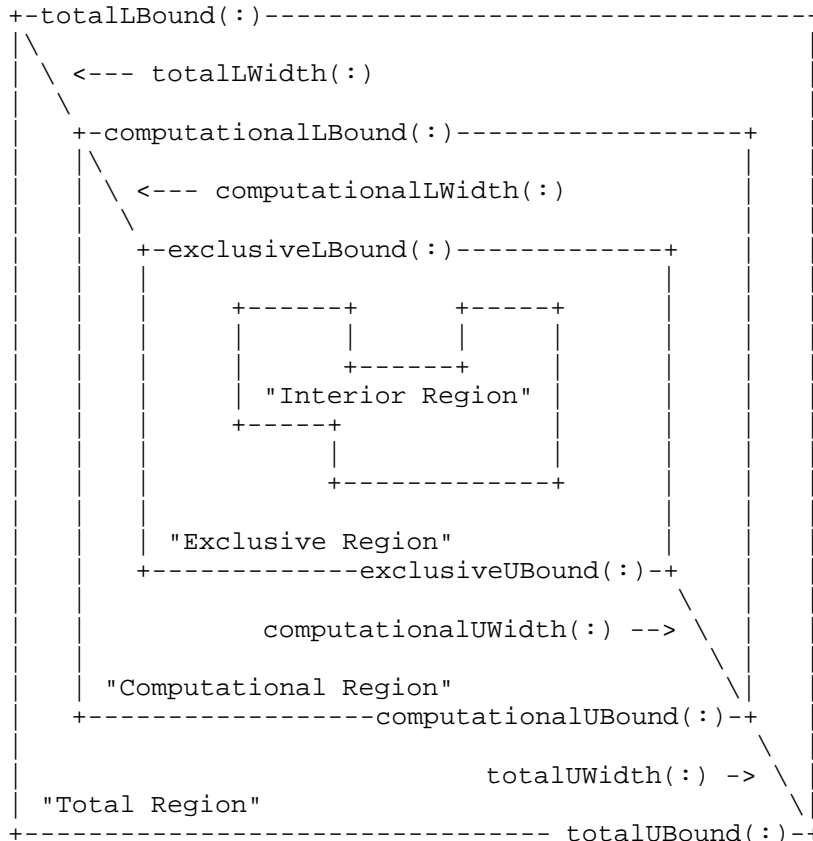 totalLBound(:)
<--- totalLWidth(:)
computationalLBound(:)
<--- computationalLWidth(:)
exclusiveLBound(:)
"Interior Region"
"Exclusive Region"
exclusiveUBound(:)
computationalUWidth(:) -->
"Computational Region"
computationalUBound(:)
totalUWidth(:) ->
"Total Region"
totalUBound(:)